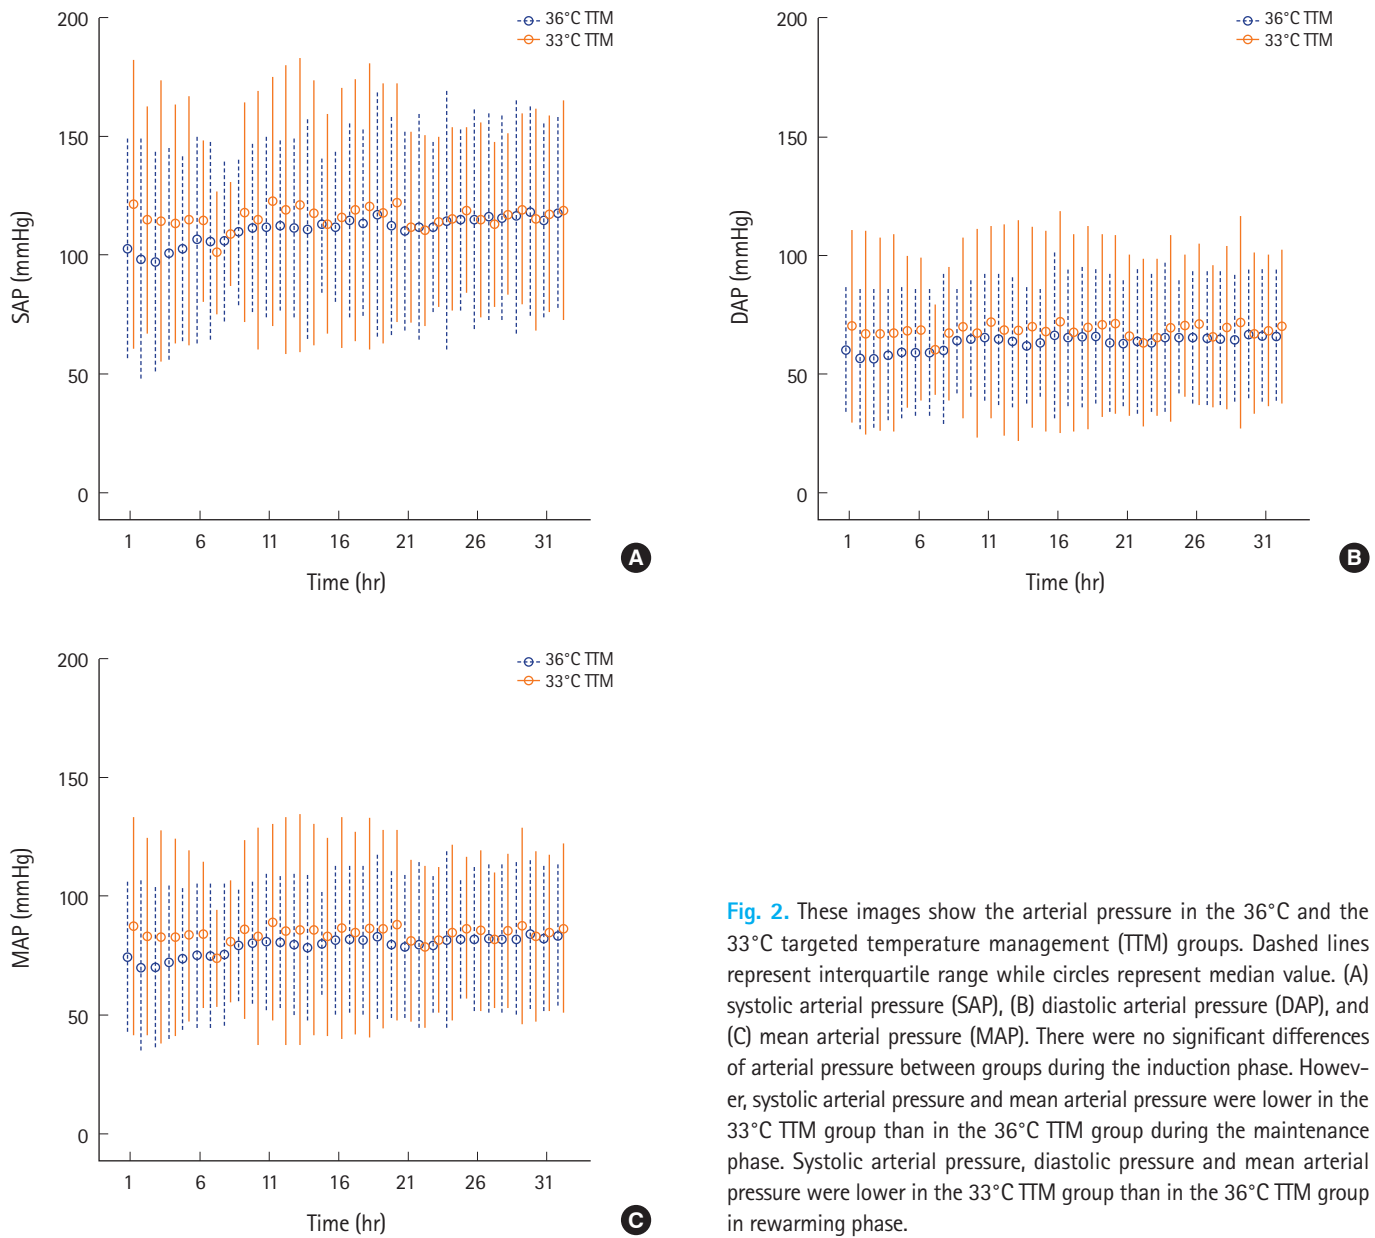 200
150
100
50
0
SAP (mmHg)
36°C TTM
33°C TTM
1 6 11 16 21 26 31
Time (hr)
A
200
150
100
50
0
DAP (mmHg)
36°C TTM
33°C TTM
1 6 11 16 21 26 31
Time (hr)
B
200
150
100
50
0
MAP (mmHg)
36°C TTM
33°C TTM
1 6 11 16 21 26 31
Time (hr)
C
Fig. 2. These images show the arterial pressure in the 36°C and the
33°C targeted temperature management (TTM) groups. Dashed lines
represent interquartile range while circles represent median value. (A)
systolic arterial pressure (SAP), (B) diastolic arterial pressure (DAP), and
(C) mean arterial pressure (MAP). There were no significant differences
of arterial pressure between groups during the induction phase. Howev-
er, systolic arterial pressure and mean arterial pressure were lower in the
33°C TTM group than in the 36°C TTM group during the maintenance
phase. Systolic arterial pressure, diastolic pressure and mean arterial
pressure were lower in the 33°C TTM group than in the 36°C TTM group
in rewarming phase.